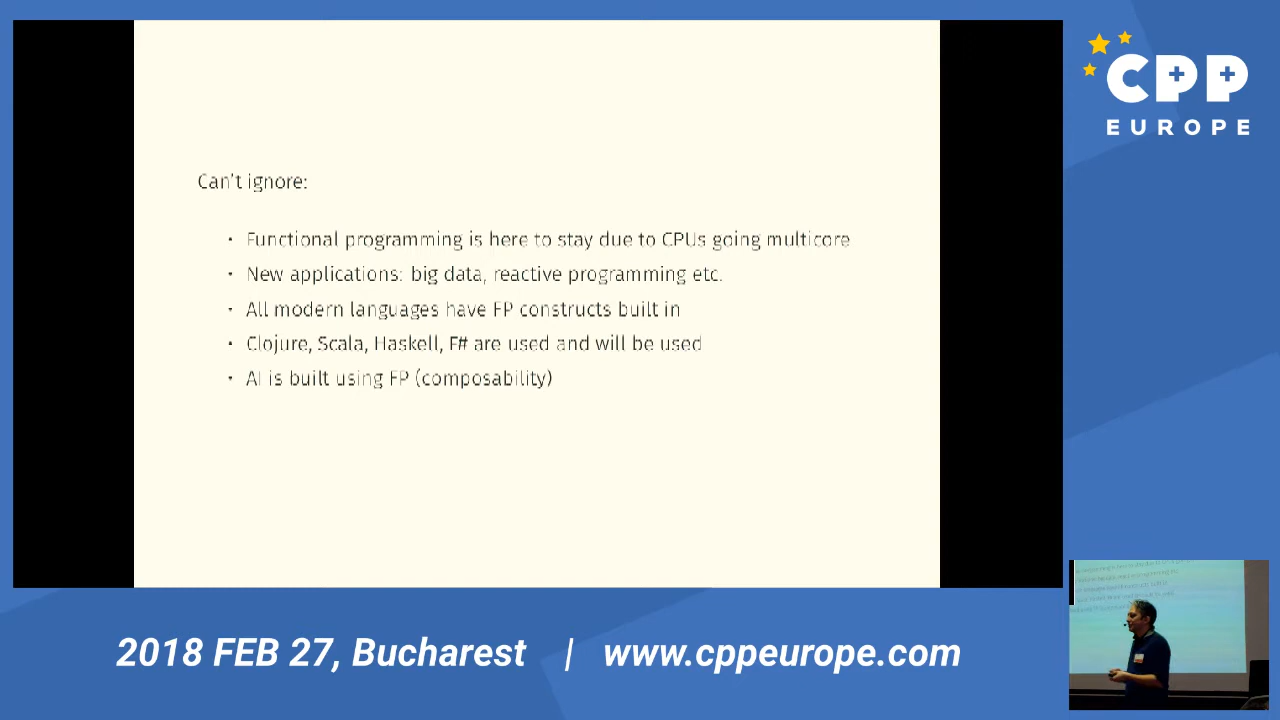 Can't ignore:
· Functional programming is here to stay due to CPUs going multicore
· New applications: big data, reactive programming etc.
· All modern languages have FP constructs built in
· Clojure, Scala, Haskell, F# are used and will be used
· AI is built using FP (composability)
CPP
EUROPE
2018 FEB 27, Bucharest | www.cppeurope.com